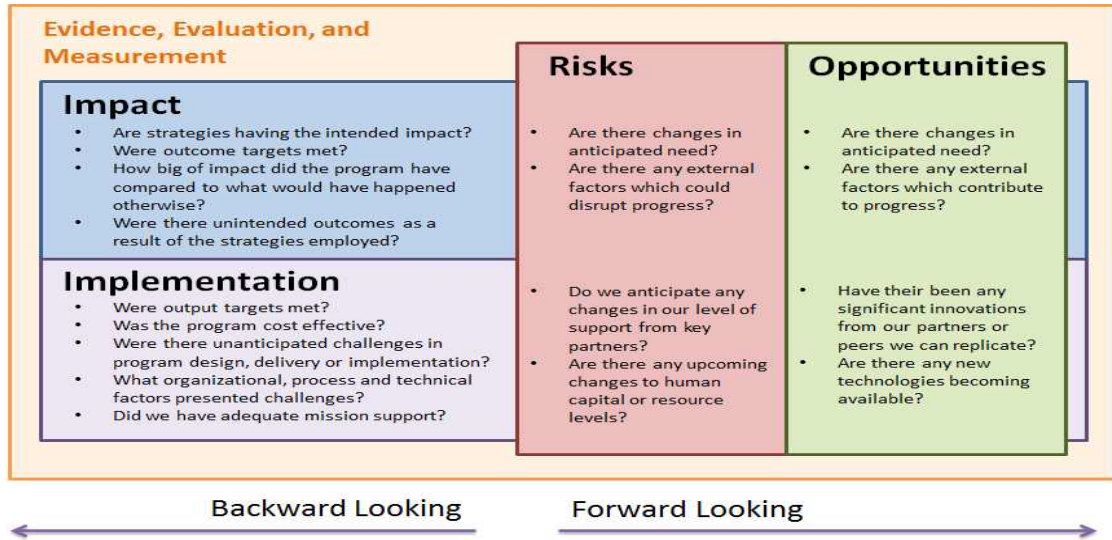 Evidence, Evaluation, and
Measurement
Impact
• Are strategies having the intended impact?
• Were outcome targets met?
• How big of impact did the program have
compared to what would have happened
otherwise?
• Were there unintended outcomes as a
result of the strategies employed?
Implementation
• Were output targets met?
• Was the program cost effective?
• Were there unanticipated challenges in
program design, delivery or implementation?
• What organizational, process and technical
factors presented challenges?
• Did we have adequate mission support?
Risks
• Are there changes in
anticipated need?
• Are there any external
factors which could
disrupt progress?
• Do we anticipate any
changes in our level of
support from key
partners?
• Are there any upcoming
changes to human
capital or resource
levels?
Opportunities
• Are there changes in
anticipated need?
• Are there any external
factors which contribute
to progress?
• Have their been any
significant innovations
from our partners or
peers we can replicate?
• Are there any new
technologies becoming
available?
Backward Looking
Forward Looking